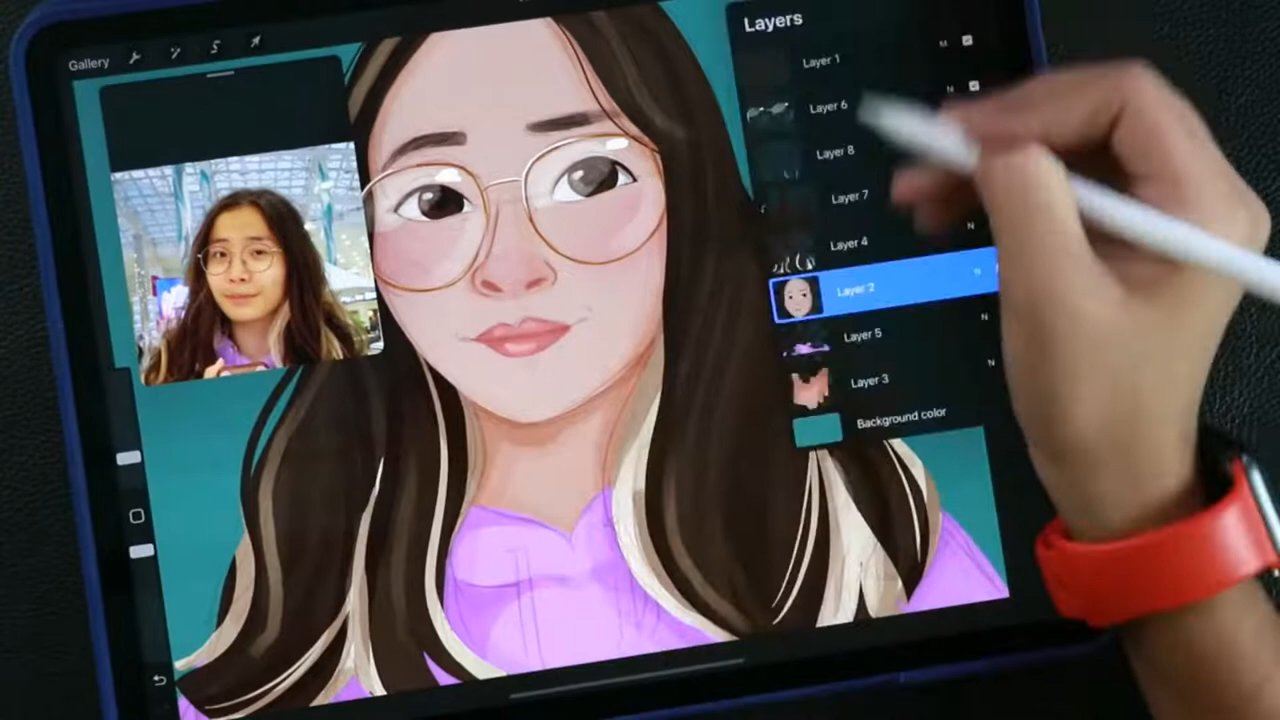 Gallery
Layers
Layer 1 M
Layer 6 N
Layer 8
Layer 7
Layer 4 N
Layer 2 N
Layer 5 N
Layer 3 N
Background color